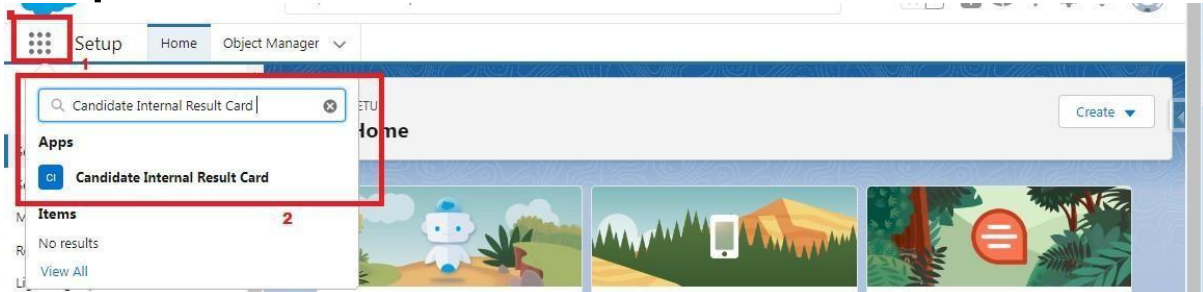 Setup Home Object Manager
1
Candidate Internal Result Card
Home
Create
Apps
CI Candidate Internal Result Card
Items
2
No results
View All